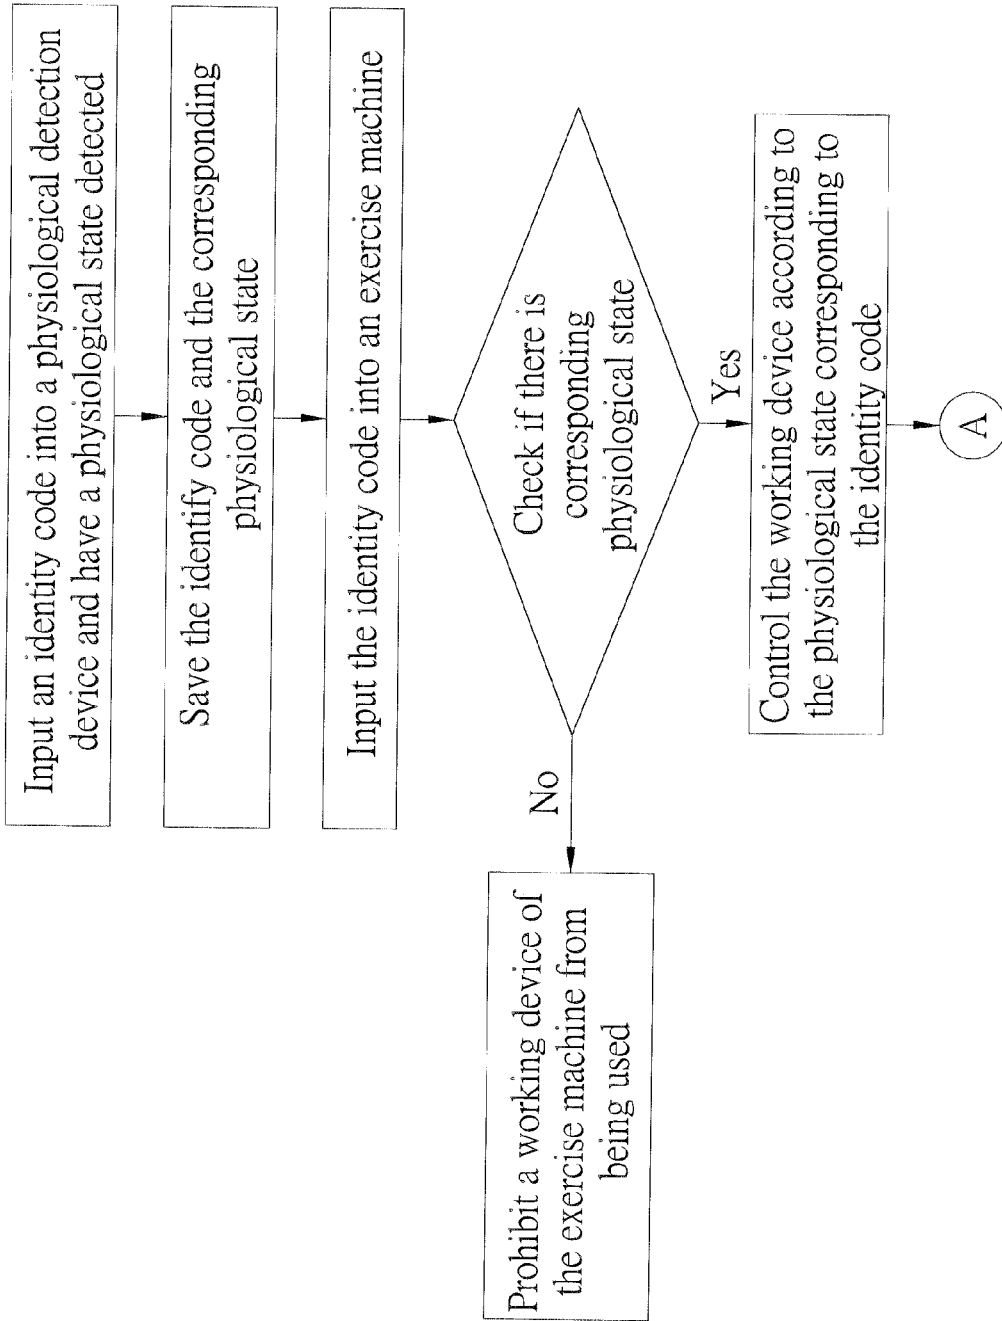 Input an identity code into a physiological detection
device and have a physiological state detected
Save the identify code and the corresponding
physiological state
Input the identity code into an exercise machine
Check if there is
corresponding
physiological state
No
Prohibit a working device of
the exercise machine from
being used
Yes
Control the working device according to
the physiological state corresponding to
the identity code
A